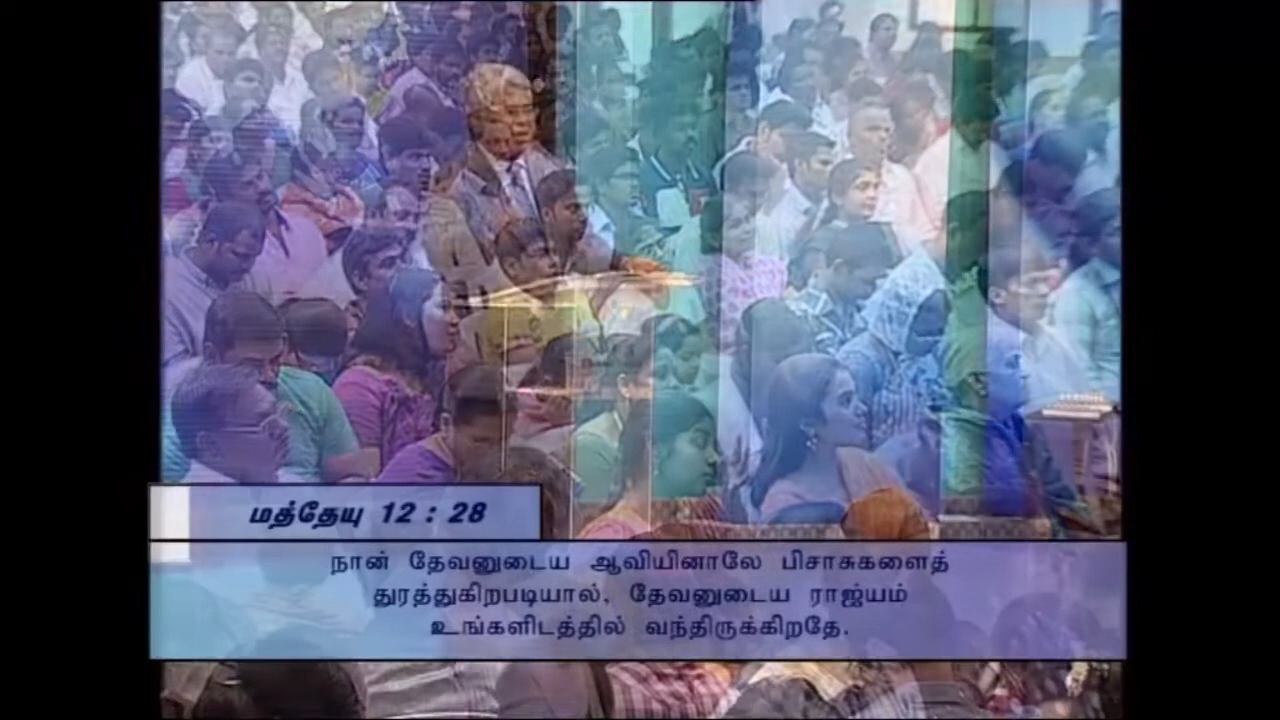 மத்தேயு 12 : 28
நான் தேவனுடைய ஆவியினாலே பிசாசுகளைத்
துரத்துகிறபடியால், தேவனுடைய ராஜ்யம்
உங்களிடத்தில் வந்திருக்கிறதே.